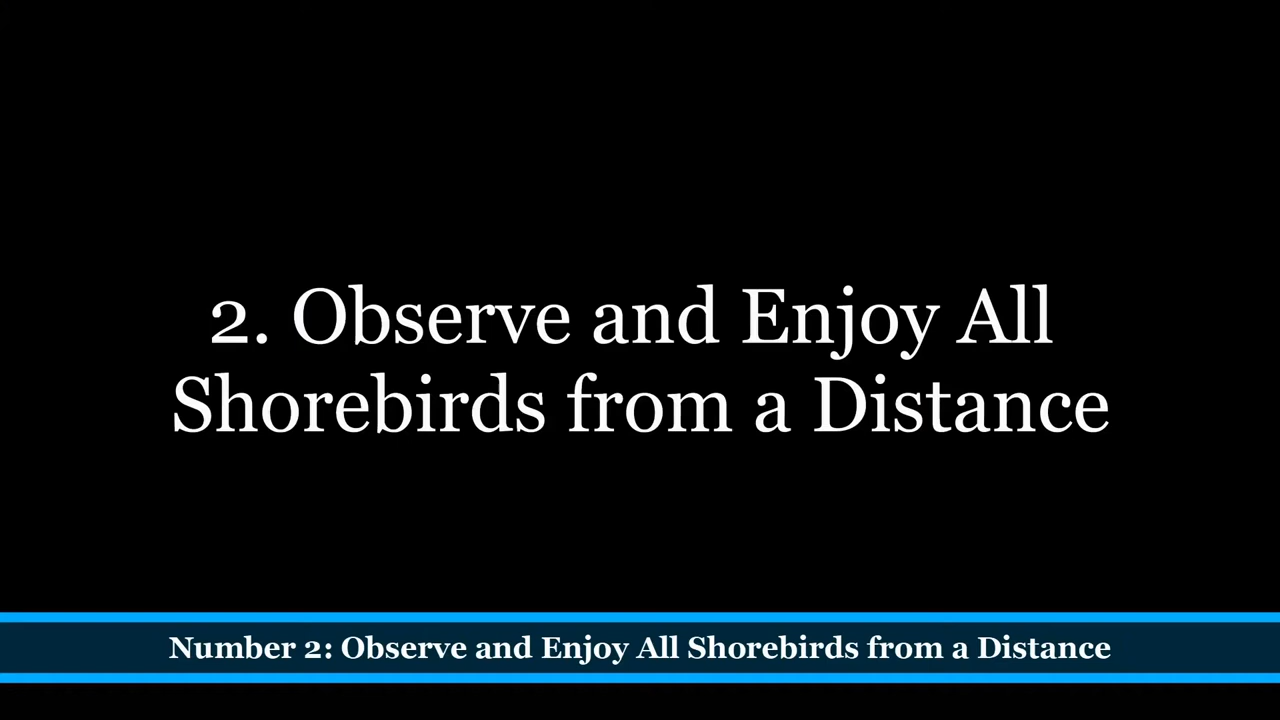 2. Observe and Enjoy All
Shorebirds from a Distance
Number 2: Observe and Enjoy All Shorebirds from a Distance